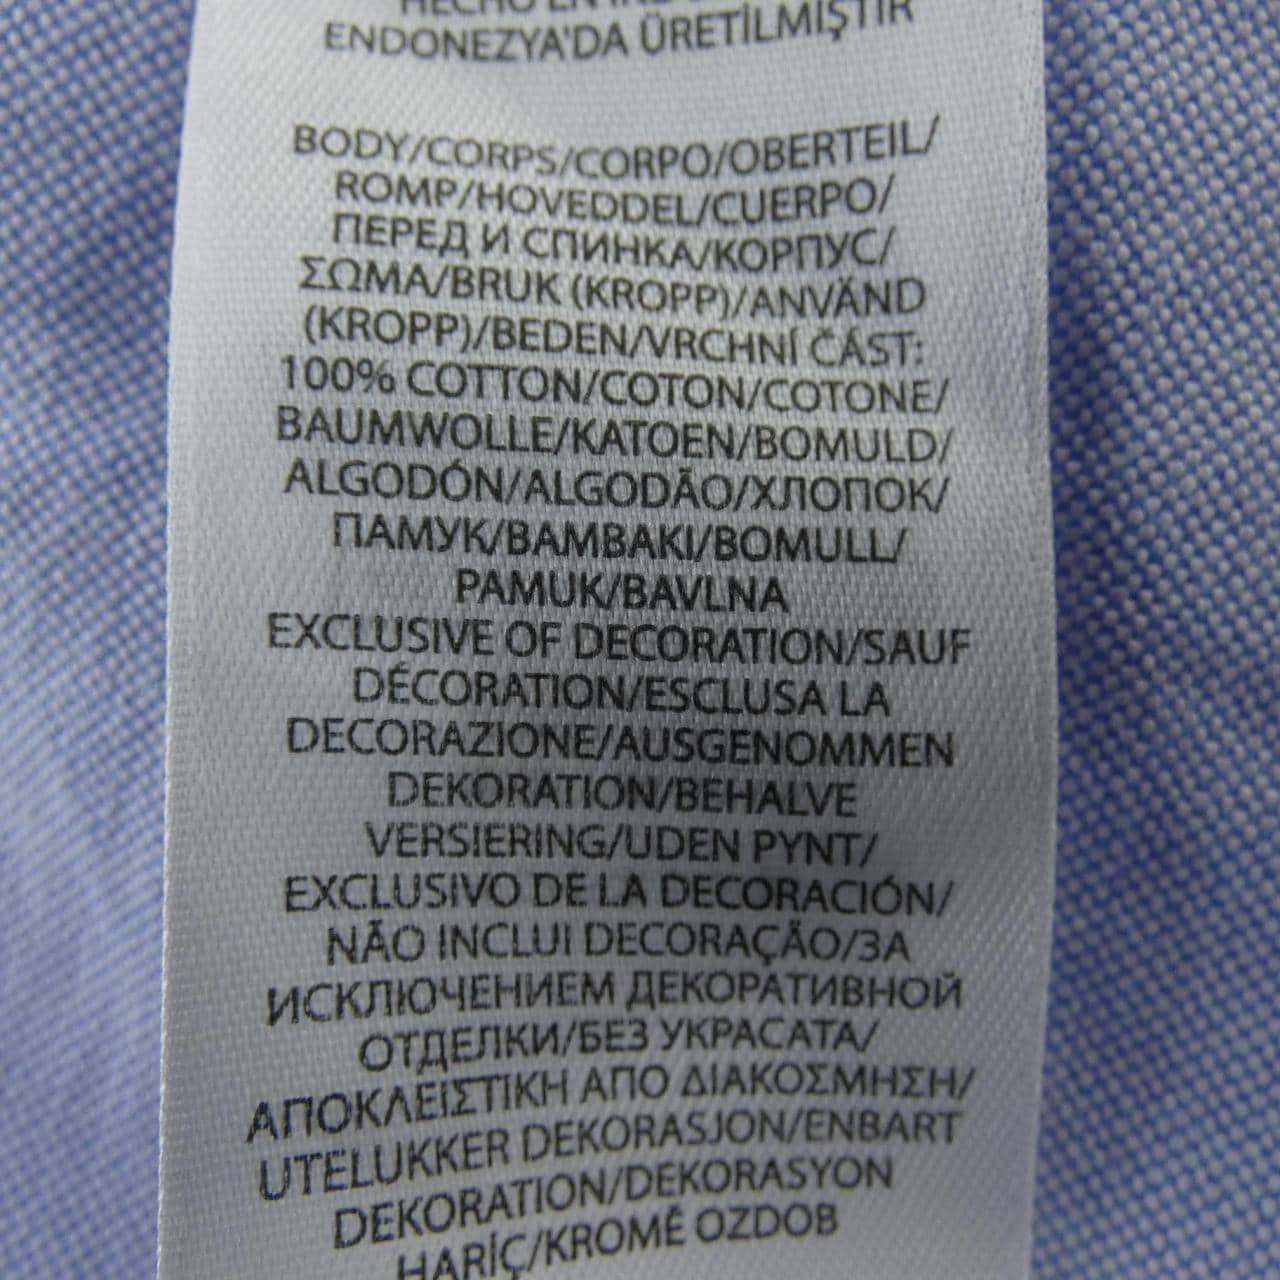 HECHO EN
ENDONEZYA'DA ÜRETİLMİŞTİR
BODY/CORPS/CORPO/OBERTEIL/
ROMP/HOVEDDEL/CUERPO/
ПЕРЕД И СПИНКА/КОРПУС/
ΣΩΜΑ/BRUK (KROPP)/ANVÄND
(KROPP)/BEDEN/VRCHNÍ ČÁST:
100% COTTON/COTON/COTONE/
BAUMWOLLE/KATOEN/BOMULD/
ALGODÓN/ALGODÃO/ХЛОПОК/
ПАМУК/BAMBAKI/BOMULL/
PAMUK/BAVLNA
EXCLUSIVE OF DECORATION/SAUF
DÉCORATION/ESCLUSA LA
DECORAZIONE/AUSGENOMMEN
DEKORATION/BEHALVE
VERSIERING/UDEN PYNT/
EXCLUSIVO DE LA DECORACIÓN/
NÃO INCLUI DECORAÇÃO/ЗА
ИСКЛЮЧЕНИЕМ ДЕКОРАТИВНОЙ
ОТДЕЛКИ/БЕЗ УКРАСАТА/
ΑΠΟΚΛΕΙΣΤΙΚΗ ΑΠΟ ΔΙΑΚΟΣΜΗΣΗ/
UTELUKKER DEKORASJON/ENBART
DEKORATION/DEKORASYON
HARİÇ/KROMĚ OZDOB